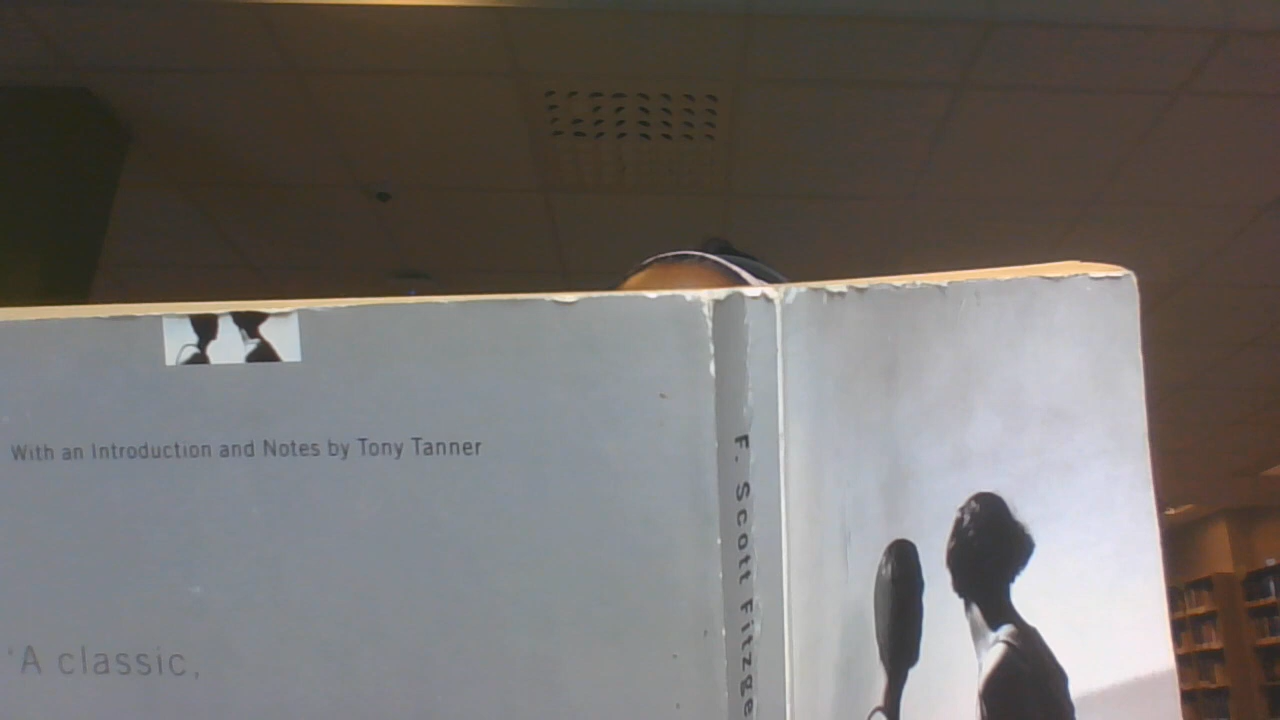 With an Introduction and Notes by Tony Tanner
'A classic,
F. Scott Fitzge